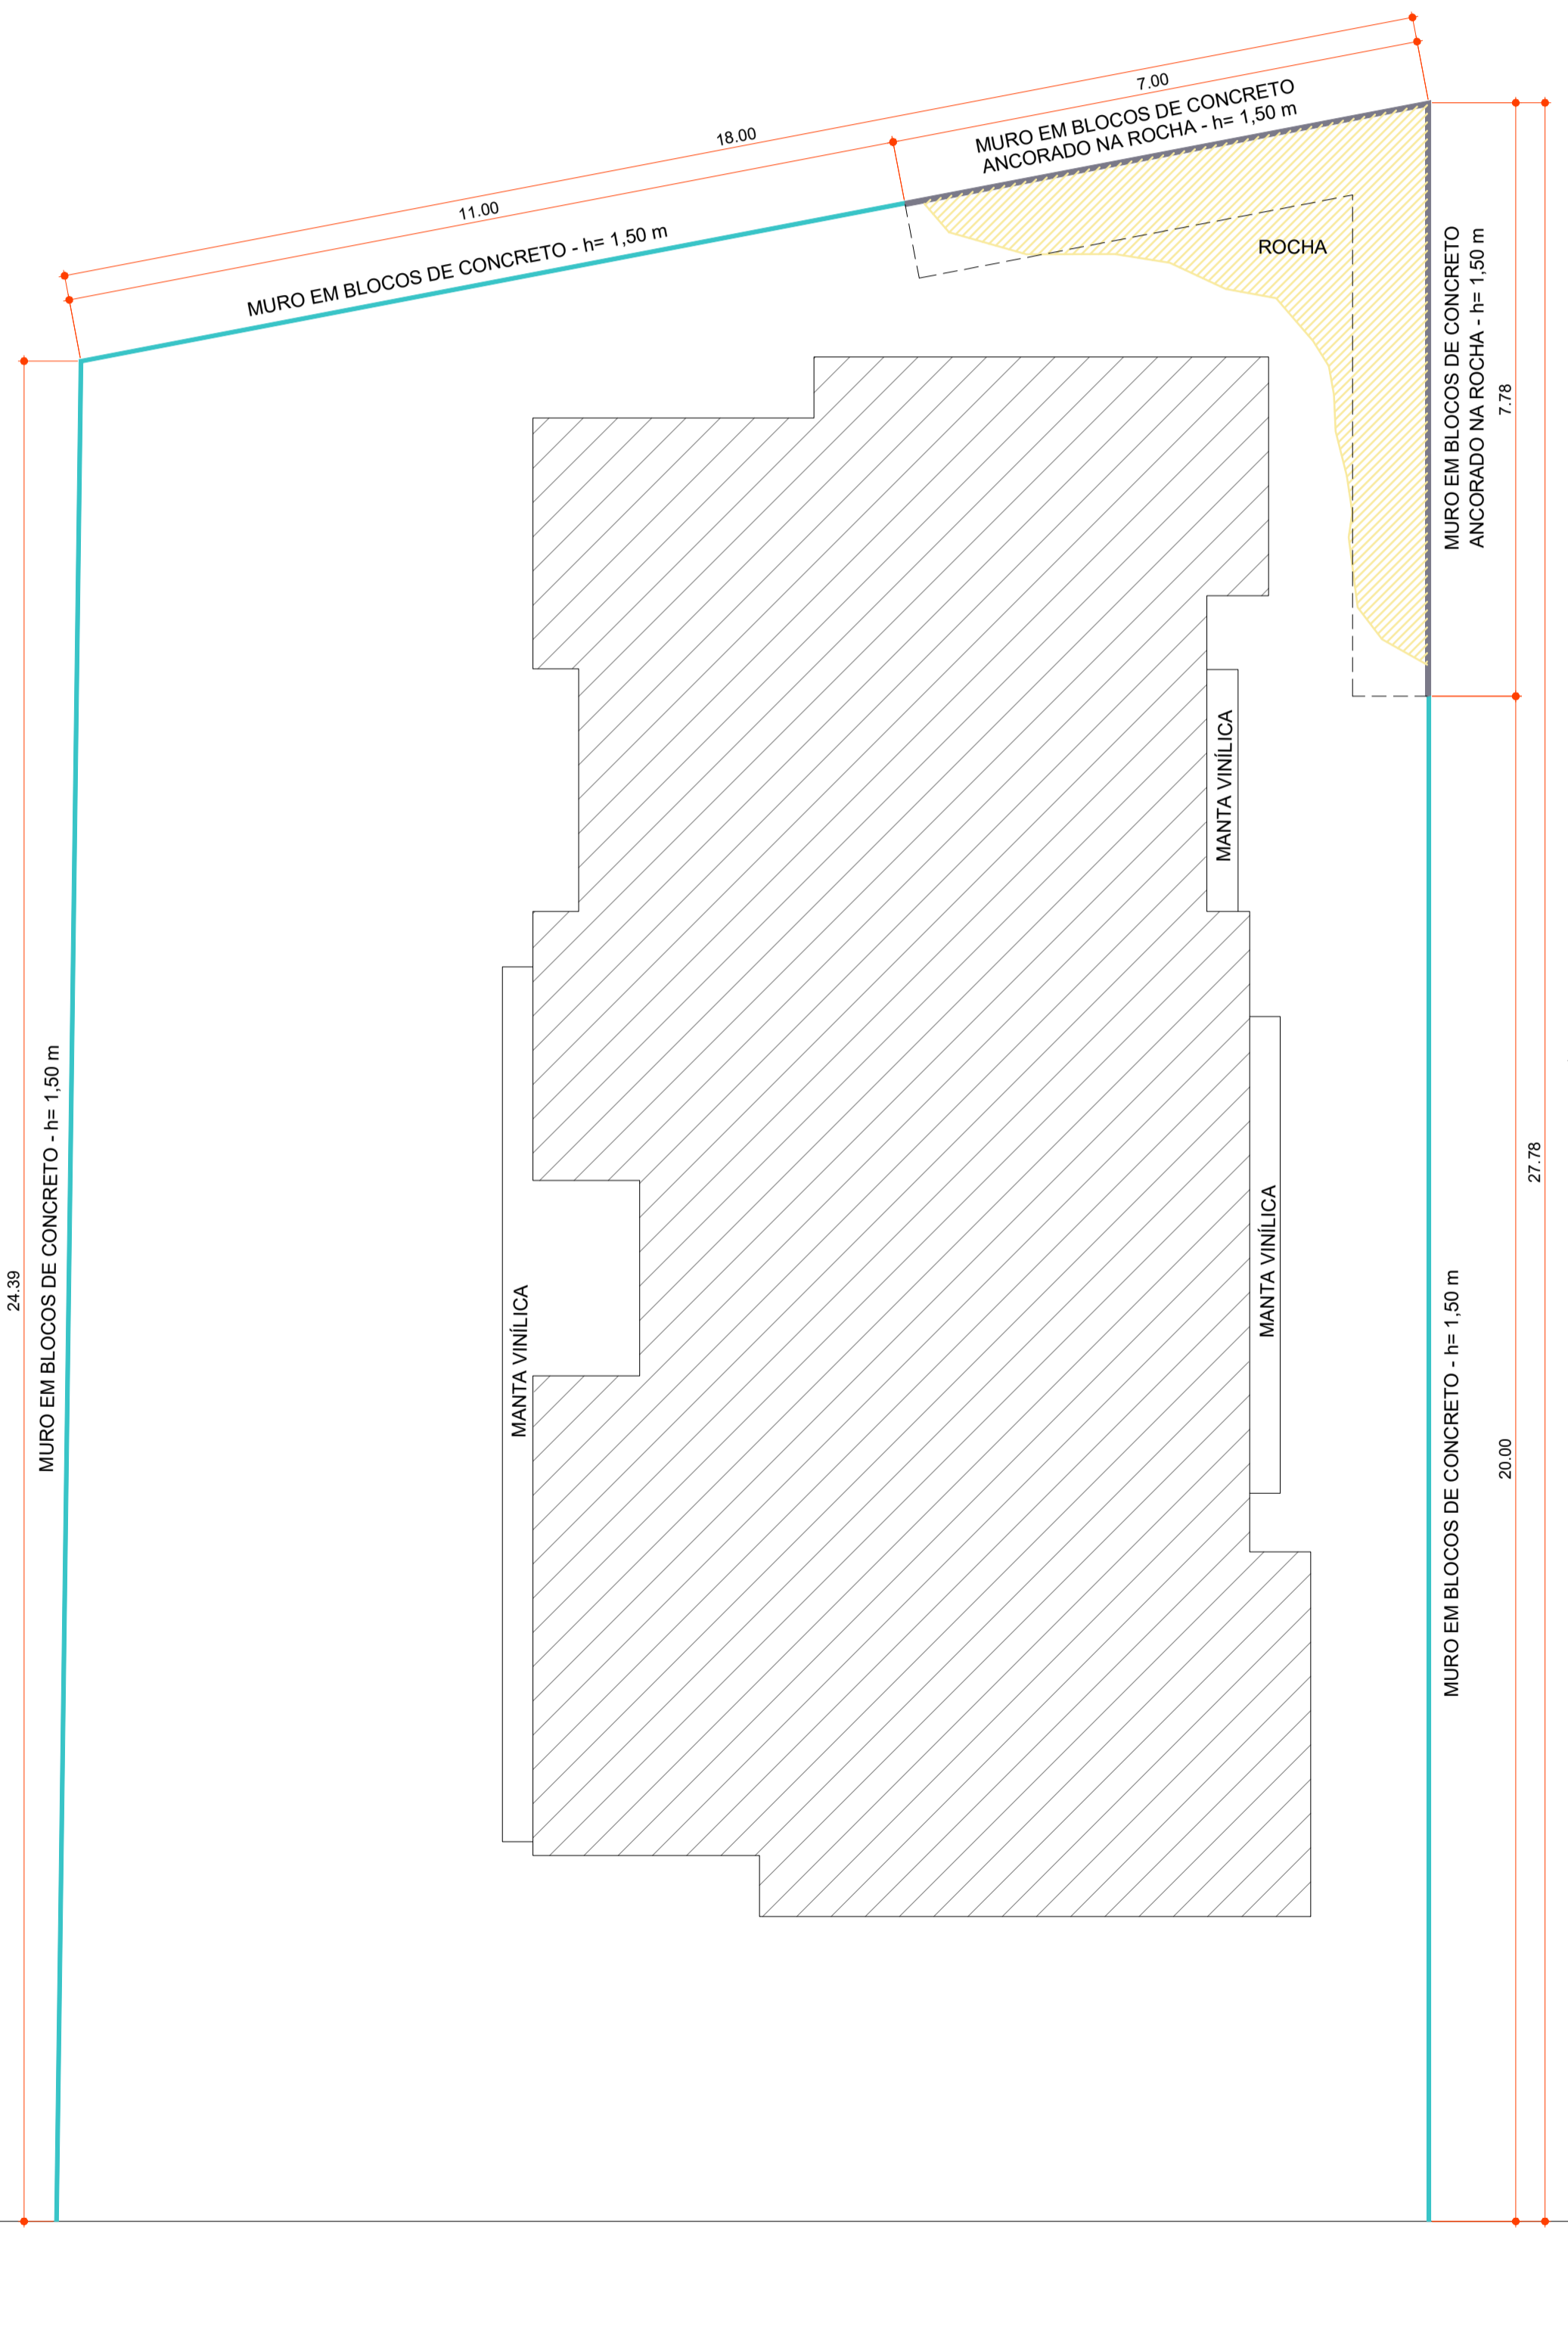 7.00
18.00
MURO EM BLOCOS DE CONCRETO
ANCORADO NA ROCHA - h= 1,50 m
11.00
MURO EM BLOCOS DE CONCRETO - h= 1,50 m
ROCHA
MURO EM BLOCOS DE CONCRETO
ANCORADO NA ROCHA - h= 1,50 m
7.78
MANTA VINÍLICA
MURO EM BLOCOS DE CONCRETO - h= 1,50 m
24.39
MANTA VINÍLICA
MANTA VINÍLICA
27.78
MURO EM BLOCOS DE CONCRETO - h= 1,50 m
20.00